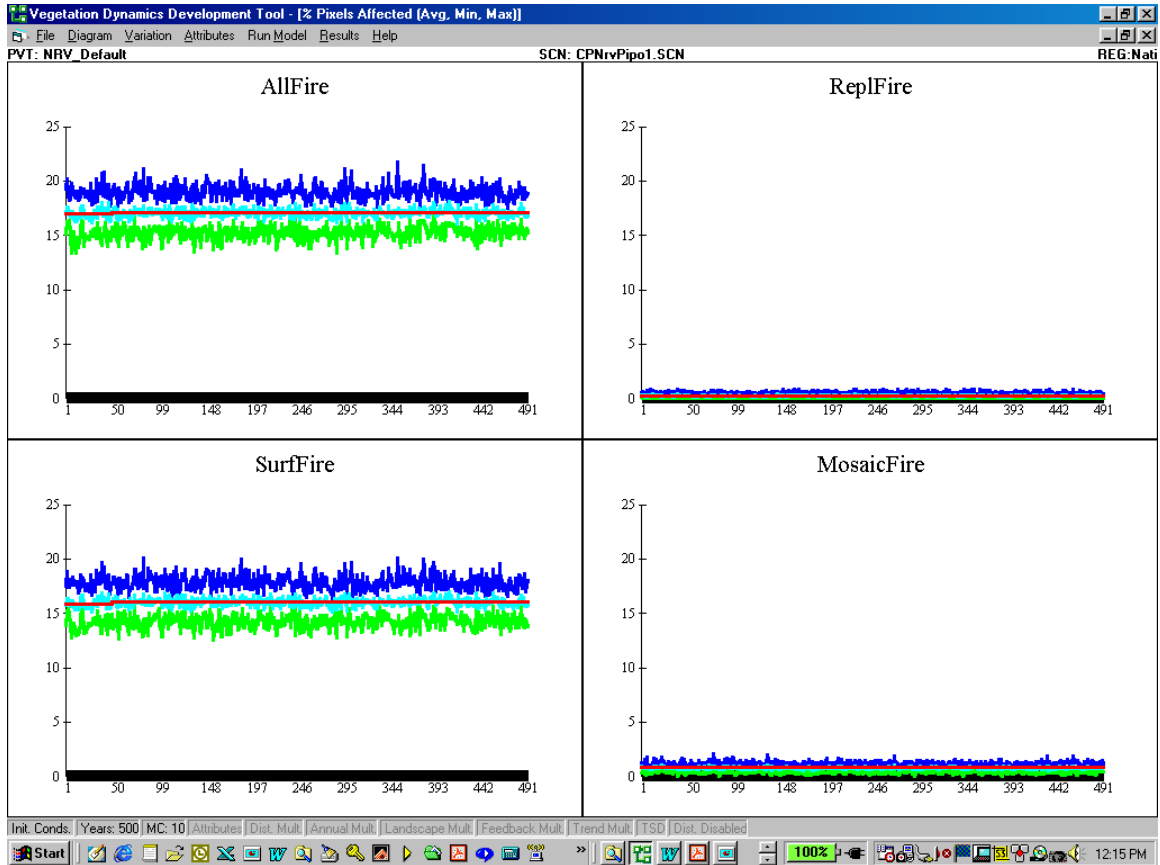 Vegetation Dynamics Development Tool - [% Pixels Affected (Avg, Min, Max)]
File Diagram Variation Attributes Run Model Results Help
PVT: NRV_Default SCN: CPNrvPipo1.SCN REG:Nati
AllFire ReplFire
25 25
20 20
15 15
10 10
5 5
0 0
1 50 99 148 197 246 295 344 393 442 491 1 50 99 148 197 246 295 344 393 442 491
SurfFire MosaicFire
25 25
20 20
15 15
10 10
5 5
0 0
1 50 99 148 197 246 295 344 393 442 491 1 50 99 148 197 246 295 344 393 442 491
Init. Conds. Years: 500 MC: 10 Attributes Dist. Mult. Annual Mult. Landscape Mult. Feedback Mult. Trend Mult. TSD Dist. Disabled
Start » 100% 12:15 PM